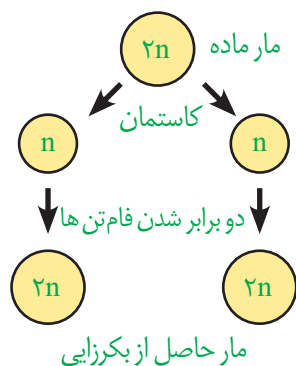 ۲n
مار ماده
کاستمان
n
n
دو برابر شدن فام‌تن ها
۲n
۲n
مار حاصل از بکرزایی